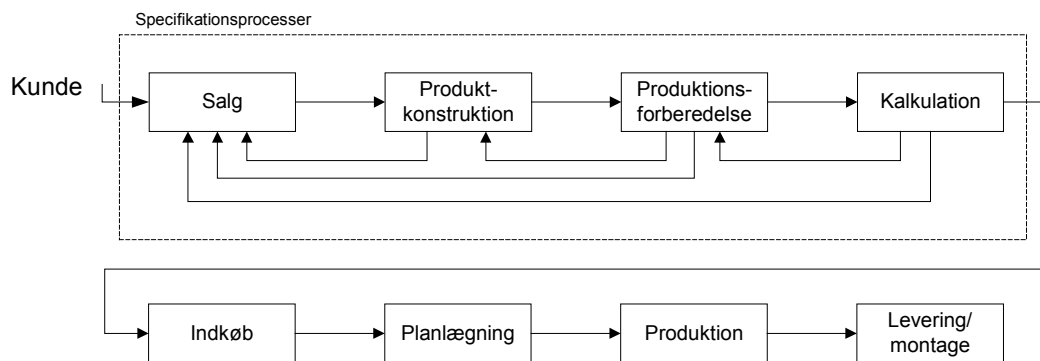 Specifikationsprocesser
Kunde
Salg
Produkt-
konstruktion
Produktions-
forberedelse
Kalkulation
Indkøb
Planlægning
Produktion
Levering/
montage